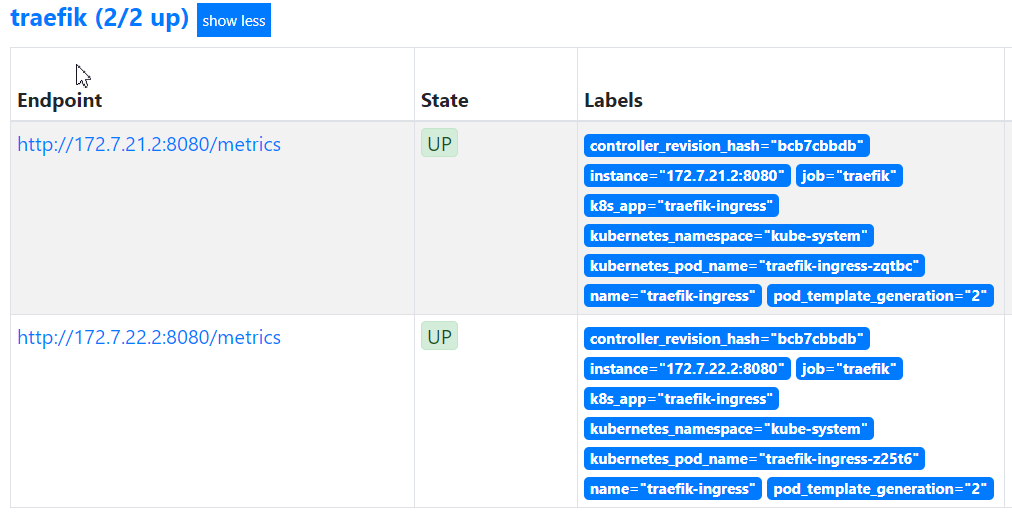 traefik (2/2 up) show less
Endpoint State Labels
http://172.7.21.2:8080/metrics UP controller_revision_hash="bcb7cbbdb"
instance="172.7.21.2:8080" job="traefik"
k8s_app="traefik-ingress"
kubernetes_namespace="kube-system"
kubernetes_pod_name="traefik-ingress-zqtbc"
name="traefik-ingress" pod_template_generation="2"
http://172.7.22.2:8080/metrics UP controller_revision_hash="bcb7cbbdb"
instance="172.7.22.2:8080" job="traefik"
k8s_app="traefik-ingress"
kubernetes_namespace="kube-system"
kubernetes_pod_name="traefik-ingress-z25t6"
name="traefik-ingress" pod_template_generation="2"